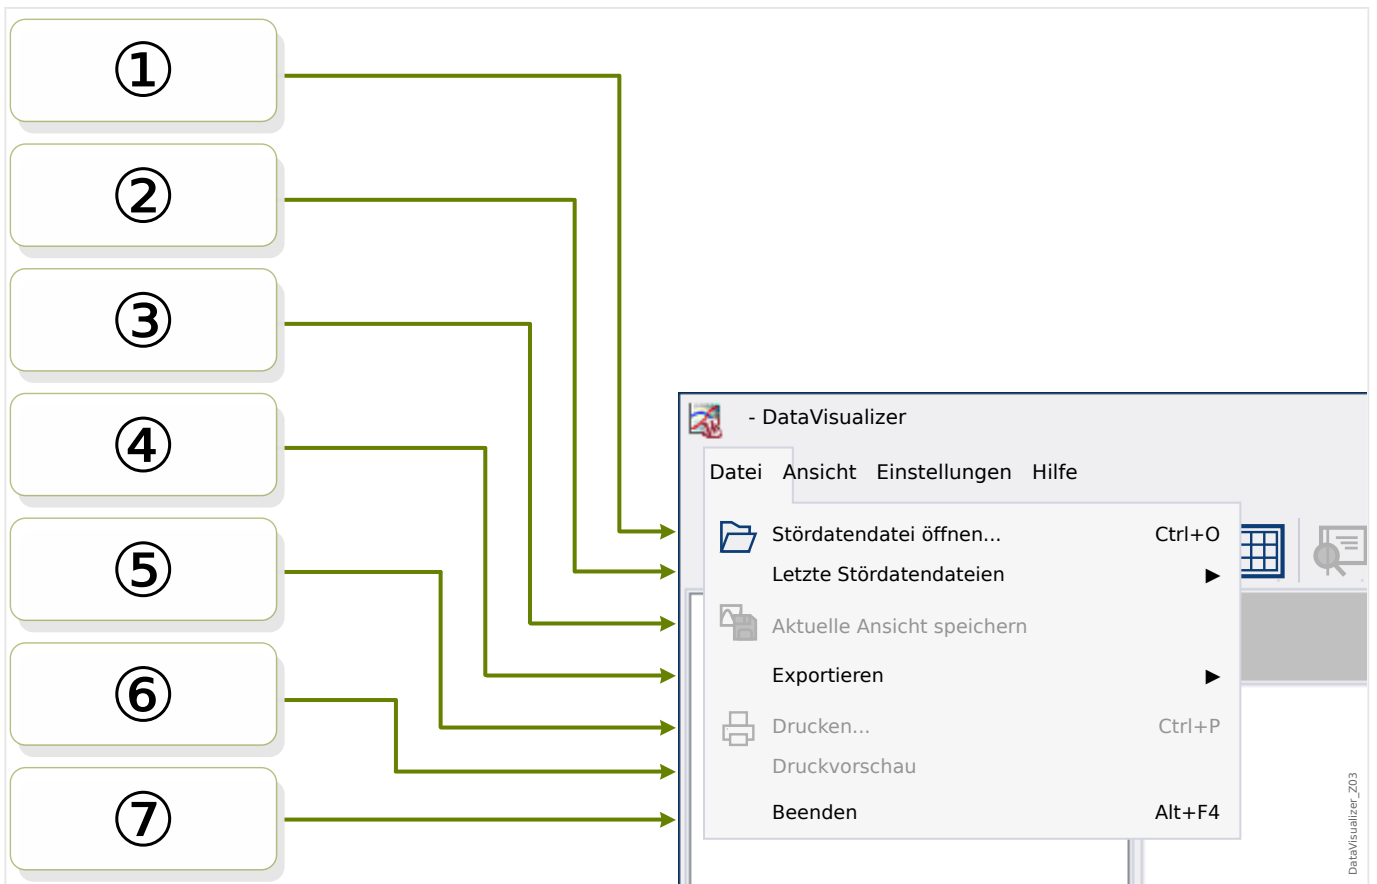 ①
②
③
④
⑤
⑥
⑦
- DataVisualizer
Datei Ansicht Einstellungen Hilfe
Stördatendatei öffnen... Ctrl+O
Letzte Stördatendateien ▶
Aktuelle Ansicht speichern
Exportieren ▶
Drucken... Ctrl+P
Druckvorschau
Beenden Alt+F4
DataVisualizer_Z03